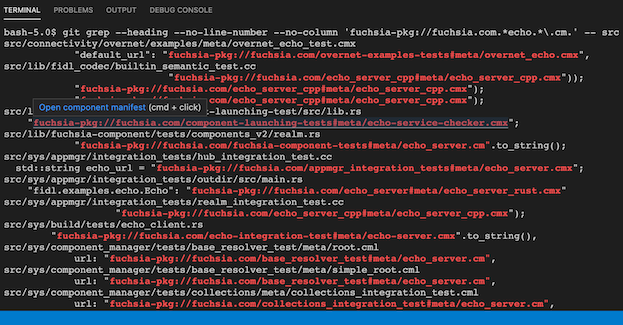 TERMINAL PROBLEMS OUTPUT DEBUG CONSOLE
bash-5.0$ git grep --heading --no-line-number --no-column 'fuchsia-pkg://fuchsia.com.*echo.*\.cm.' -- src
src/connectivity/overnet/examples/meta/overnet_echo_test.cmx
"default_url": "fuchsia-pkg://fuchsia.com/overnet-examples-tests#meta/overnet_echo.cmx",
src/lib/fidl_codec/builtin_semantic_test.cc
"fuchsia-pkg://fuchsia.com/echo_server_cpp#meta/echo_server_cpp.cmx"));
"fuchsia-pkg://fuchsia.com/echo_server_cpp#meta/echo_server_cpp.cmx");
"fuchsia-pkg://fuchsia.com/echo_server_cpp#meta/echo_server_cpp.cmx");
Open component manifest (cmd + click)
src/l
t-launching-test/src/lib.rs
"fuchsia-pkg://fuchsia.com/component-launching-tests#meta/echo-service-checker.cmx";
src/lib/fuchsia-component/tests/components_v2/realm.rs
"fuchsia-pkg://fuchsia.com/fuchsia-component-tests#meta/echo_server.cm".to_string();
src/sys/appmgr/integration_tests/hub_integration_test.cc
std::string echo_url = "fuchsia-pkg://fuchsia.com/appmgr_integration_tests#meta/echo_server.cmx";
src/sys/appmgr/integration_tests/outdir/src/main.rs
"fidl.examples.echo.Echo": "fuchsia-pkg://fuchsia.com/echo_server_rust#meta/echo_server_rust.cmx"
src/sys/appmgr/integration_tests/realm_integration_test.cc
"fuchsia-pkg://fuchsia.com/echo_server_cpp#meta/echo_server_cpp.cmx");
src/sys/build/tests/echo_client.rs
"fuchsia-pkg://fuchsia.com/echo-integration-test#meta/echo-server.cmx".to_string(),
src/sys/component_manager/tests/base_resolver_test/meta/root.cml
url: "fuchsia-pkg://fuchsia.com/base_resolver_test#meta/echo_server.cm",
src/sys/component_manager/tests/base_resolver_test/meta/simple_root.cml
url: "fuchsia-pkg://fuchsia.com/base_resolver_test#meta/echo_server.cm",
src/sys/component_manager/tests/collections/meta/collections_integration_test.cml
url: "fuchsia-pkg://fuchsia.com/collections_integration_test#meta/echo_server.cm",